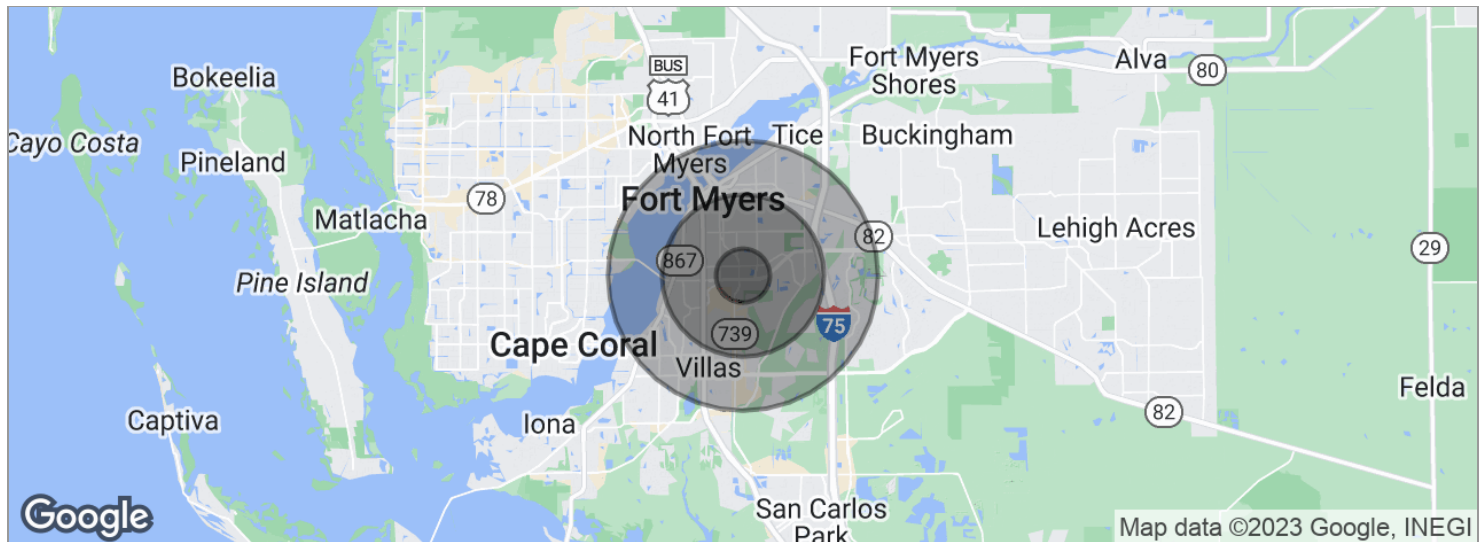 Bokeelia
BUS
41
Fort Myers
Shores
Alva
80
Cayo Costa
Pineland
North Fort
Myers
Tice
Buckingham
78
Fort Myers
Matlacha
867
82
Lehigh Acres
29
Pine Island
739
75
Cape Coral
Villas
Felda
Captiva
Iona
82
San Carlos
Park
Google
Map data ©2023 Google, INEGI